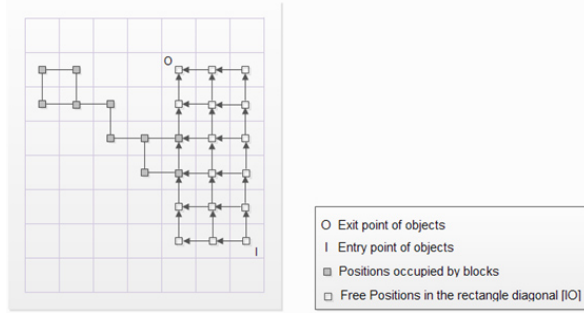 O
I
O Exit point of objects
I Entry point of objects
Positions occupied by blocks
Free Positions in the rectangle diagonal [IO]